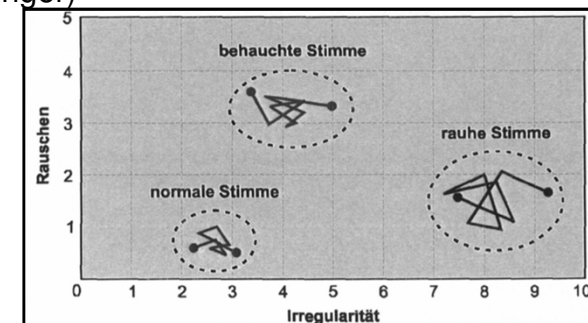 nger)
5
behauchte Stimme
4
Rauschen
3
rauhe Stimme
2
normale Stimme
1
0 1 2 3 4 5 6 7 8 9 10
Irregularität